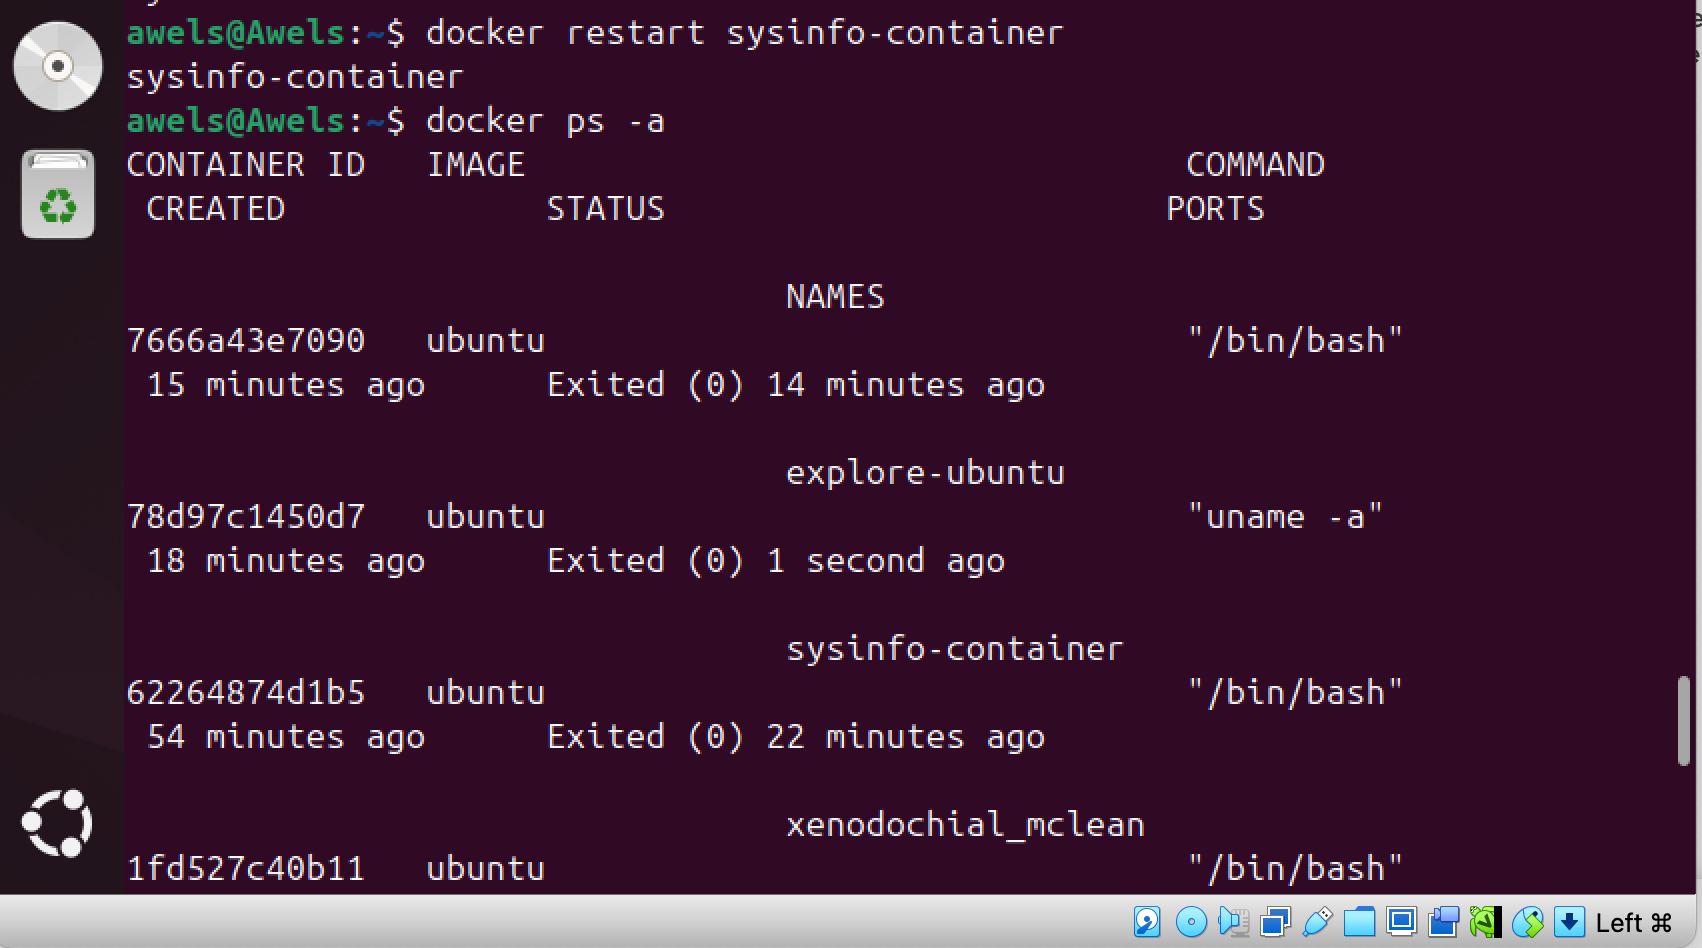 awels@Awels:~$ docker restart sysinfo-container
sysinfo-container
awels@Awels:~$ docker ps -a
CONTAINER ID   IMAGE                                 COMMAND
 CREATED             STATUS                         PORTS
NAMES
7666a43e7090   ubuntu                                "/bin/bash"
 15 minutes ago      Exited (0) 14 minutes ago
explore-ubuntu
78d97c1450d7   ubuntu                                "uname -a"
 18 minutes ago      Exited (0) 1 second ago
sysinfo-container
62264874d1b5   ubuntu                                "/bin/bash"
 54 minutes ago      Exited (0) 22 minutes ago
xenodochial_mclean
1fd527c40b11   ubuntu                                "/bin/bash"
Left ⌘